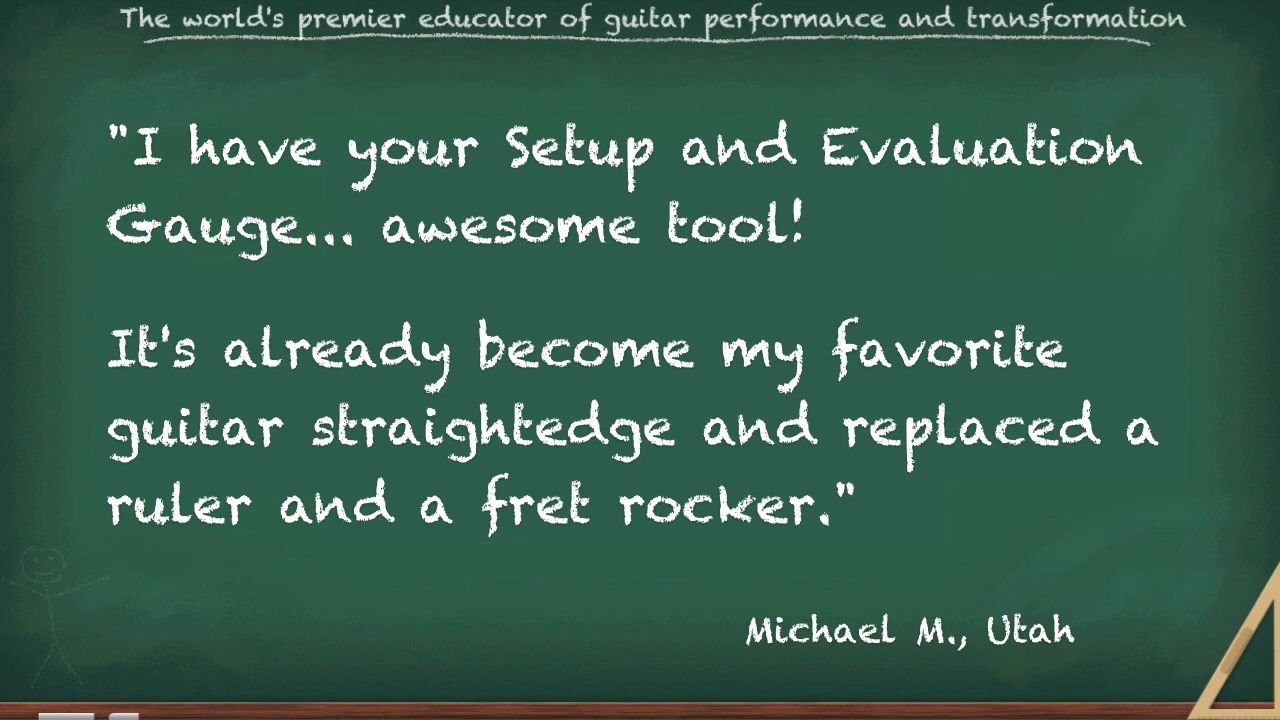 The world's premier educator of guitar performance and transformation
"I have your Setup and Evaluation
Gauge... awesome tool!
It's already become my favorite
guitar straightedge and replaced a
ruler and a fret rocker."
Michael M., Utah